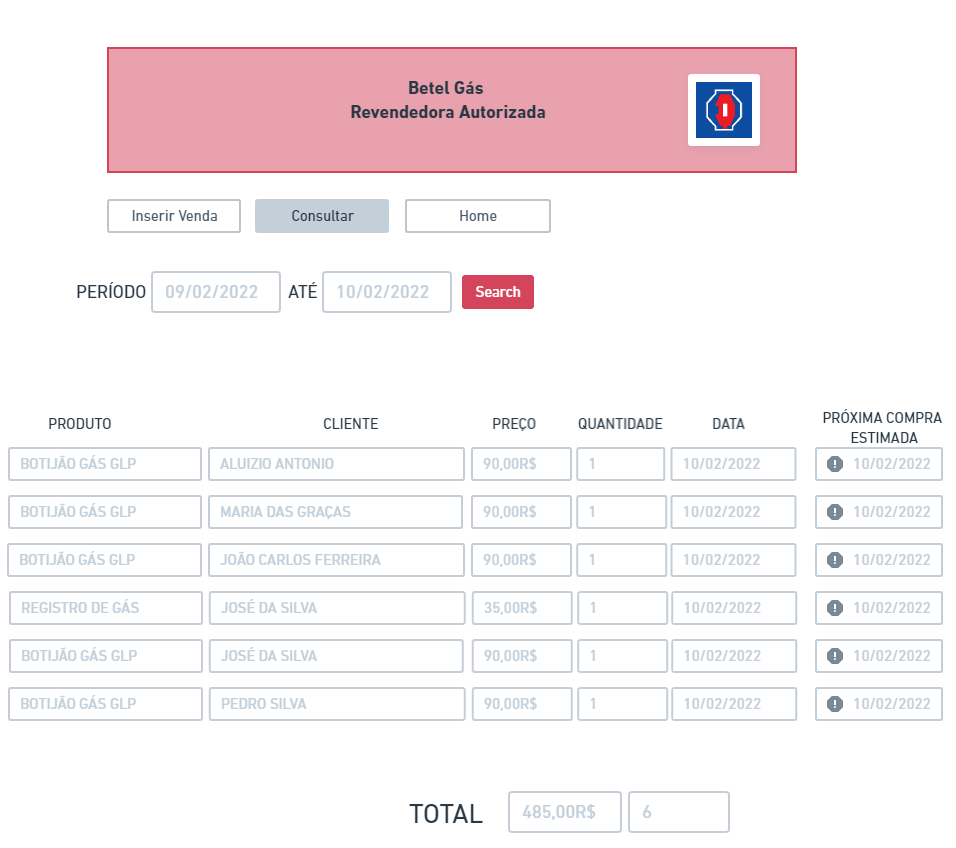 Betel Gás
Revendedora Autorizada
Inserir Venda Consultar Home
PERÍODO 09/02/2022 ATÉ 10/02/2022 Search
PRODUTO CLIENTE PREÇO QUANTIDADE DATA PRÓXIMA COMPRA
ESTIMADA
BOTIJÃO GÁS GLP ALUIZIO ANTONIO 90,00R$ 1 10/02/2022 10/02/2022
BOTIJÃO GÁS GLP MARIA DAS GRAÇAS 90,00R$ 1 10/02/2022 10/02/2022
BOTIJÃO GÁS GLP JOÃO CARLOS FERREIRA 90,00R$ 1 10/02/2022 10/02/2022
REGISTRO DE GÁS JOSÉ DA SILVA 35,00R$ 1 10/02/2022 10/02/2022
BOTIJÃO GÁS GLP JOSÉ DA SILVA 90,00R$ 1 10/02/2022 10/02/2022
BOTIJÃO GÁS GLP PEDRO SILVA 90,00R$ 1 10/02/2022 10/02/2022
TOTAL 485,00R$ 6